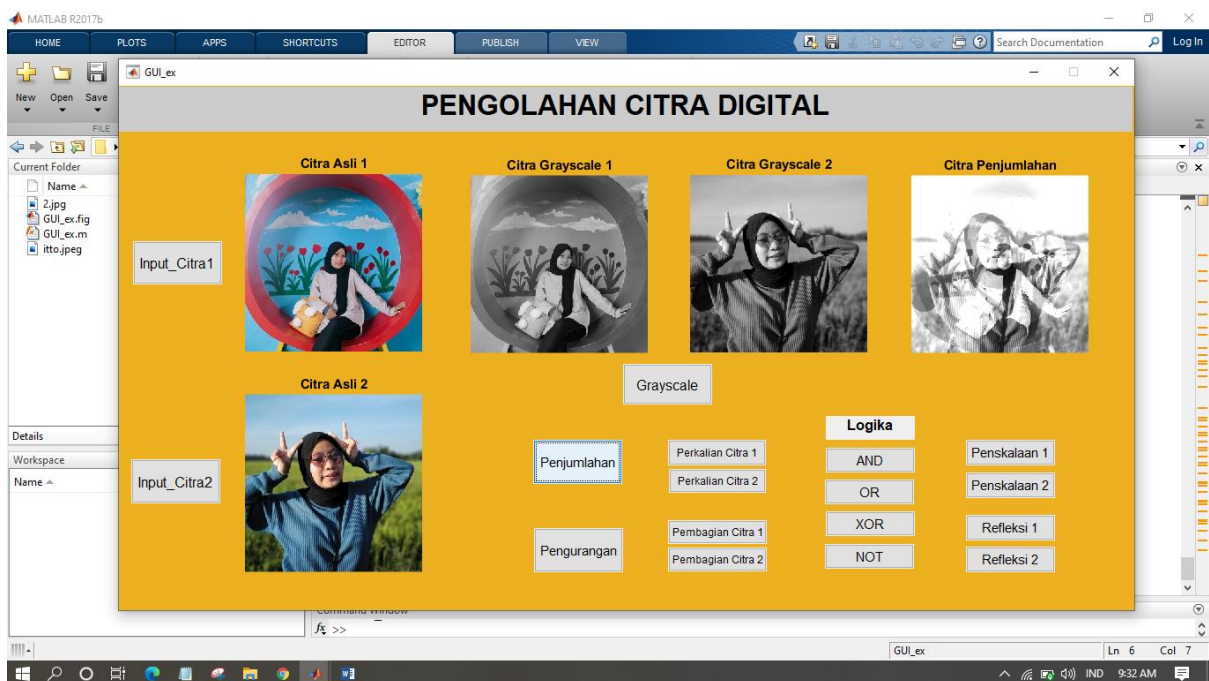 MATLAB R2017b
HOME PLOTS APPS SHORTCUTS EDITOR PUBLISH VIEW Search Documentation Log In
New Open Save
FILE
GUI_ex
PENGOLAHAN CITRA DIGITAL
Current Folder
Name
2.jpg
GUI_ex.fig
GUI_ex.m
itto.jpeg
Details
Workspace
Name
Citra Asli 1 Citra Grayscale 1 Citra Grayscale 2 Citra Penjumlahan
Input_Citra1
Grayscale
Citra Asli 2
Input_Citra2
Penjumlahan
Pengurangan
Perkalian Citra 1
Perkalian Citra 2
Pembagian Citra 1
Pembagian Citra 2
Logika
AND
OR
XOR
NOT
Penskalaan 1
Penskalaan 2
Refleksi 1
Refleksi 2
Command Window
fx >>
GUI_ex Ln 6 Col 7
IND 9:32 AM